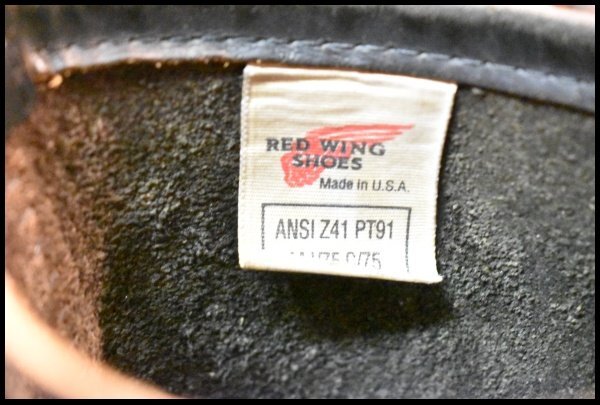 RED WING
SHOES
Made in U.S.A.
ANSI Z41 PT91